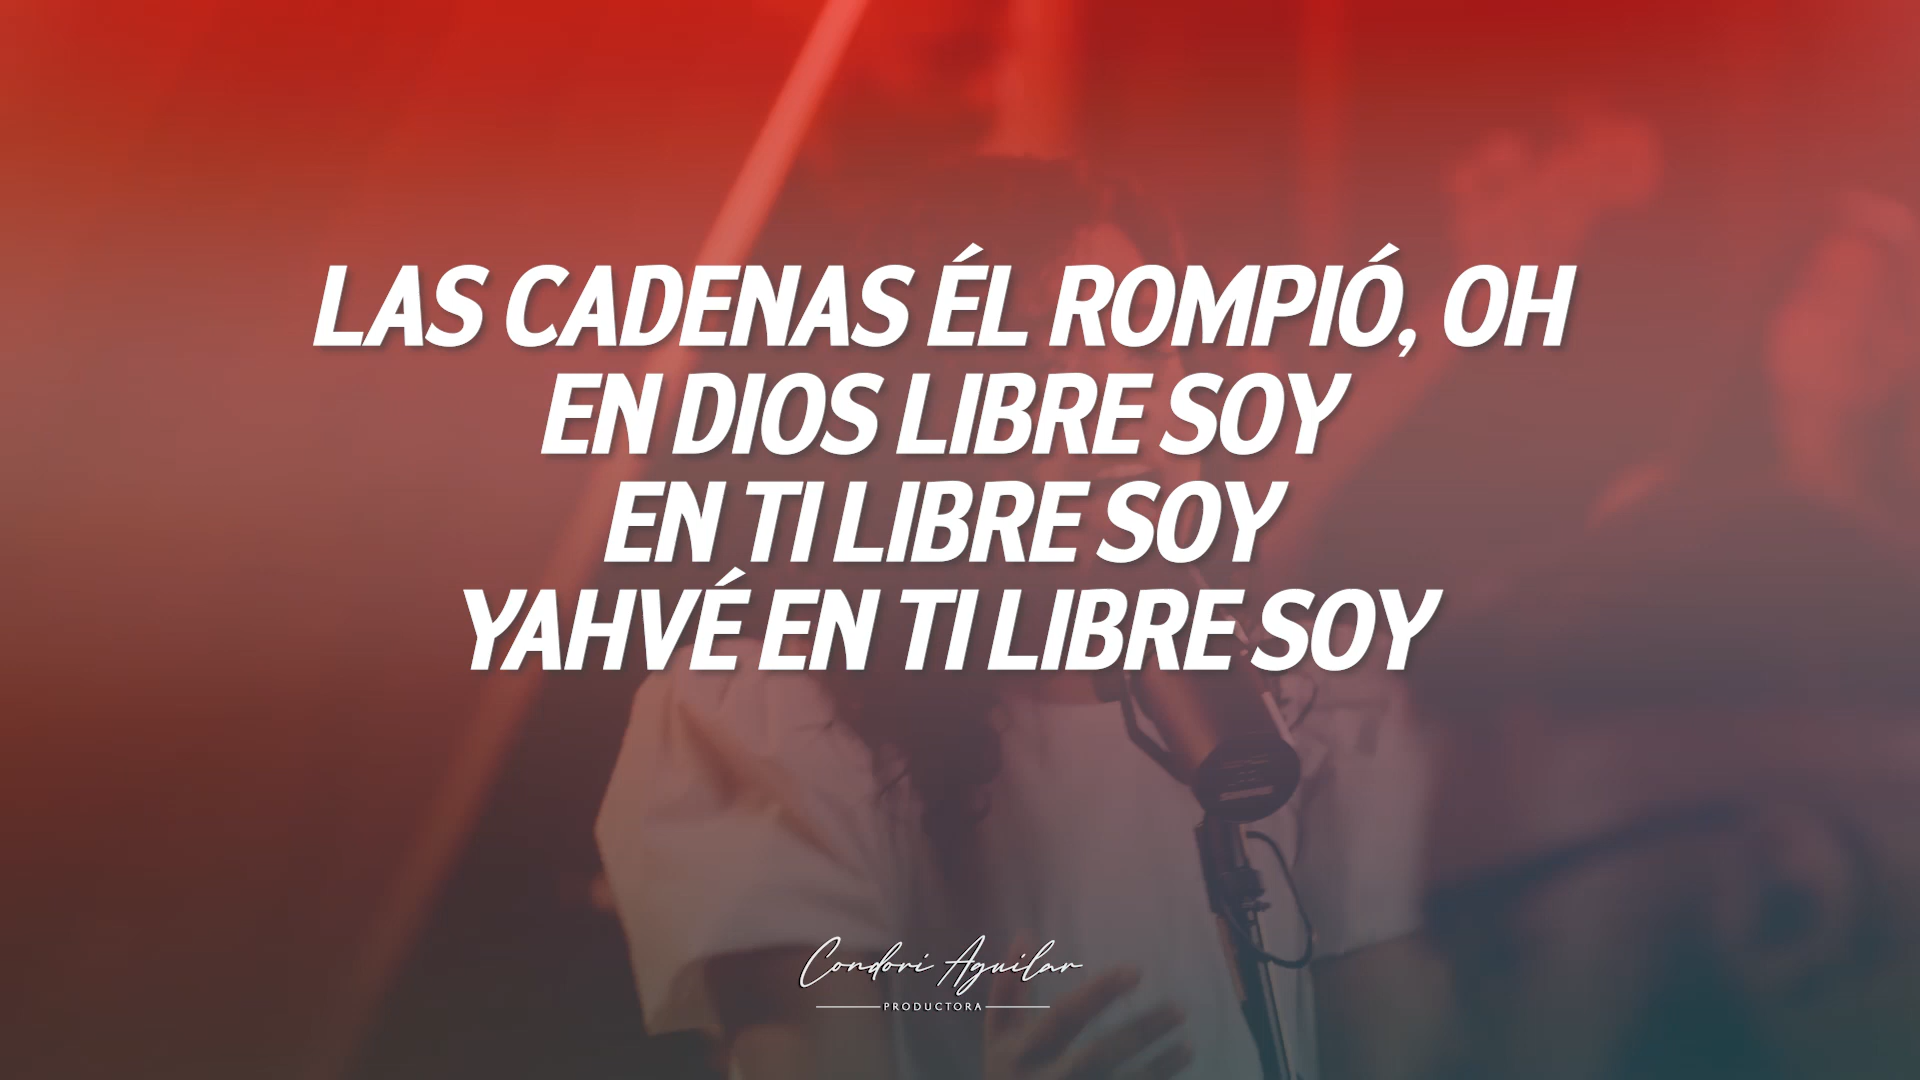 LAS CADENAS ÉL ROMPIÓ, OH
EN DIOS LIBRE SOY
EN TI LIBRE SOY
YAHVÉ EN TI LIBRE SOY
Condori Aguilar
PRODUCTORA